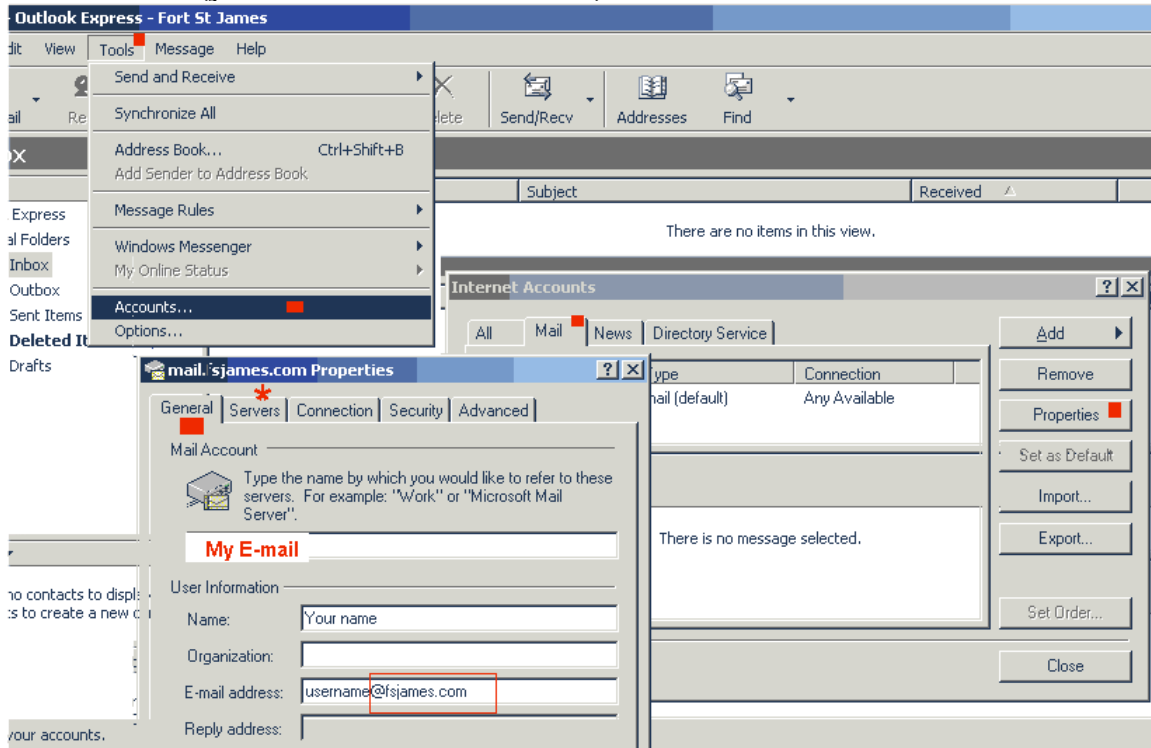 - Outlook Express - Fort St James
dit View Tools Message Help
ail Re elete Send/Recv Addresses Find
ox
Send and Receive
Synchronize All
Address Book... Ctrl+Shift+B
Add Sender to Address Book
Message Rules
Windows Messenger
My Online Status
Accounts...
Options...
Subject Received
There are no items in this view.
Express
al Folders
Inbox
Outbox
Sent Items
Deleted It
Drafts
Internet Accounts
All Mail News Directory Service
ype Connection
nail (default) Any Available
Add
Remove
Properties
Set as Default
Import...
Export...
Set Order...
Close
There is no message selected.
mail.fsjames.com Properties
*
General Servers Connection Security Advanced
Mail Account
Type the name by which you would like to refer to these
servers. For example: "Work" or "Microsoft Mail
Server".
My E-mail
User Information
Name: Your name
Organization:
E-mail address: username@fsjames.com
Reply address:
no contacts to displ
ts to create a new c
your accounts.